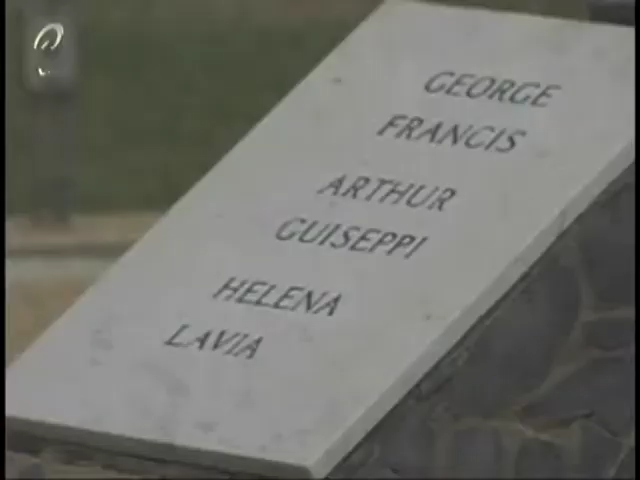 GEORGE
FRANCIS
ARTHUR
GUISEPPI
HELENA
LAVIA